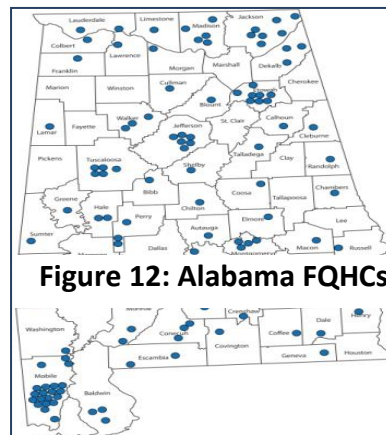 Lauderdale
Limestone
Madison
Jackson
Colbert
Lawrence
Franklin
Morgan
Marshall
Dekalb
Cherokee
Marion
Winston
Cullman
Blount
Etowah
Lamar
Fayette
Walker
Jefferson
St. Clair
Calhoun
Cleburne
Pickens
Tuscaloosa
Shelby
Talladega
Clay
Randolph
Greene
Hale
Bibb
Chilton
Coosa
Tallapoosa
Chambers
Sumter
Perry
Dallas
Autauga
Elmore
Montgomery
Macon
Lee
Russell
Figure 12: Alabama FQHCs
Washington
Monroe
Conecuh
Crenshaw
Covington
Coffee
Dale
Henry
Escambia
Geneva
Houston
Mobile
Baldwin